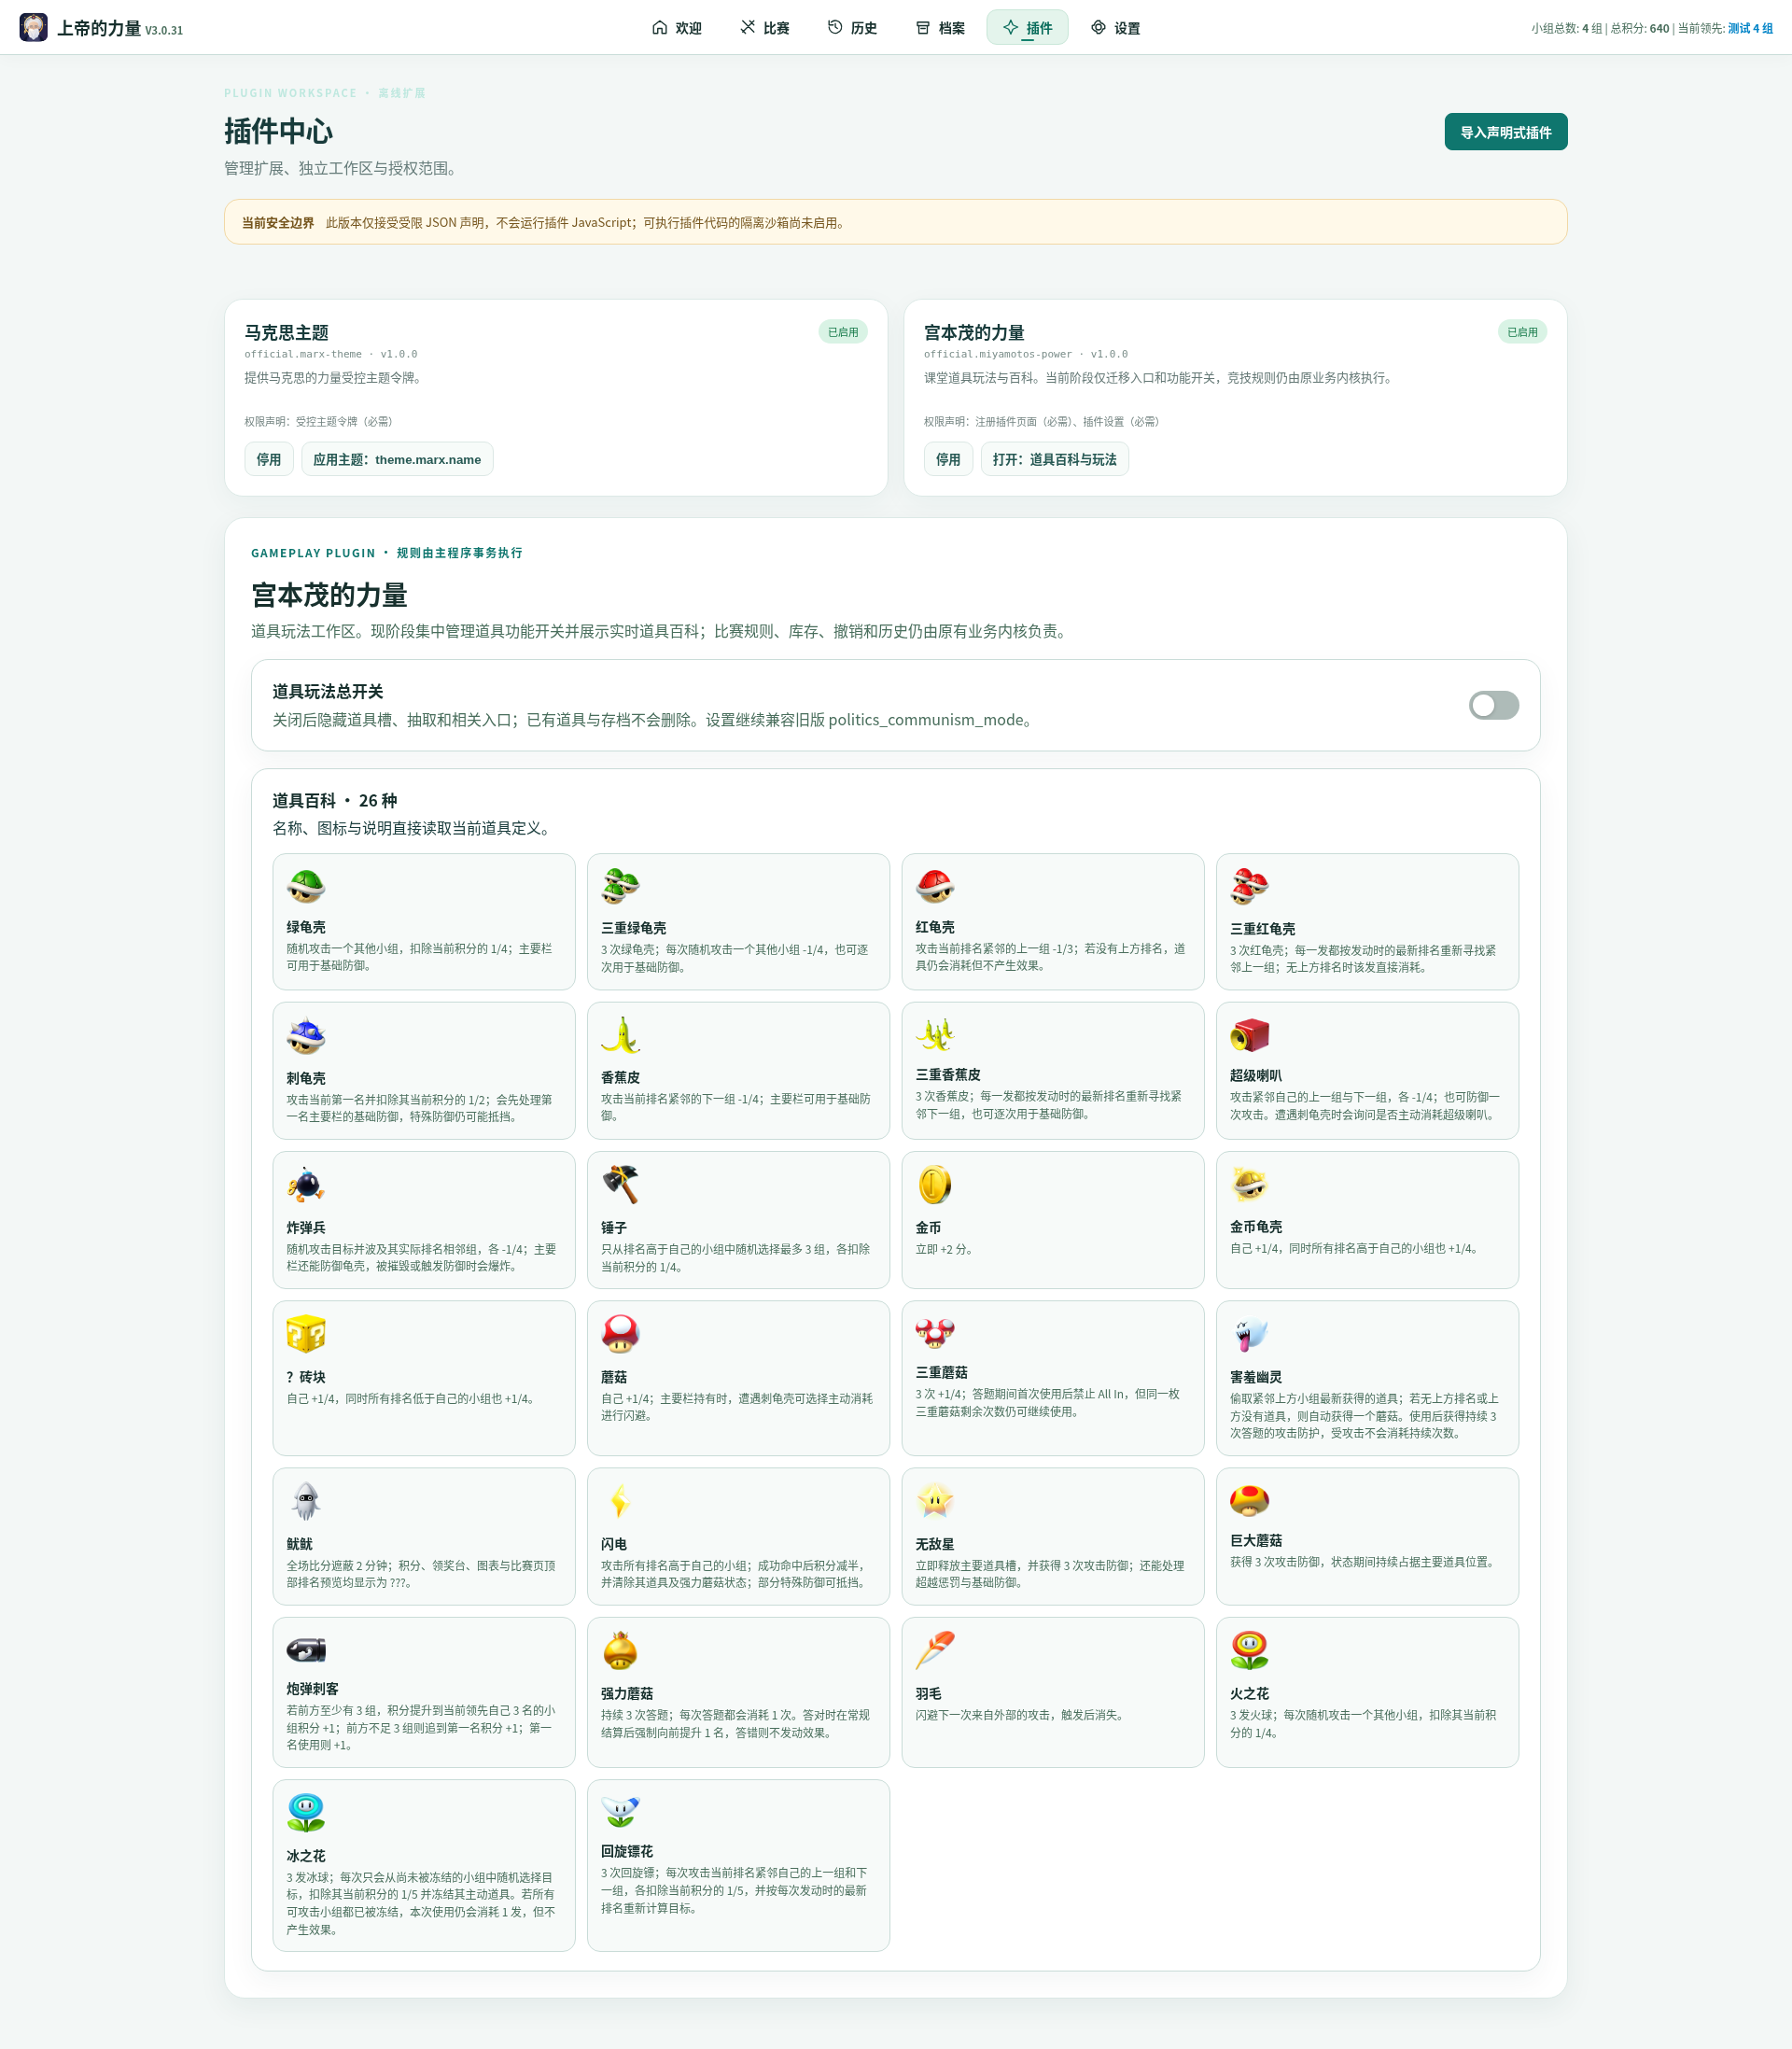 上帝的力量 V3.0.31
欢迎
比赛
历史
档案
插件
设置
小组总数: 4 组 | 总积分: 640 | 当前领先: 测试 4 组
PLUGIN WORKSPACE · 离线扩展
插件中心
管理扩展、独立工作区与授权范围。
导入声明式插件
当前安全边界 此版本仅接受受限 JSON 声明，不会运行插件 JavaScript；可执行插件代码的隔离沙箱尚未启用。
马克思主题
已启用
official.marx-theme · v1.0.0
提供马克思的力量受控主题令牌。
权限声明：受控主题令牌（必需）
停用
应用主题：theme.marx.name
宫本茂的力量
已启用
official.miyamotos-power · v1.0.0
课堂道具玩法与百科。当前阶段仅迁移入口和功能开关，竞技规则仍由原业务内核执行。
权限声明：注册插件页面（必需）、插件设置（必需）
停用
打开：道具百科与玩法
GAMEPLAY PLUGIN · 规则由主程序事务执行
宫本茂的力量
道具玩法工作区。现阶段集中管理道具功能开关并展示实时道具百科；比赛规则、库存、撤销和历史仍由原有业务内核负责。
道具玩法总开关
关闭后隐藏道具槽、抽取和相关入口；已有道具与存档不会删除。设置继续兼容旧版 politics_communism_mode。
道具百科 · 26 种
名称、图标与说明直接读取当前道具定义。
绿龟壳
随机攻击一个其他小组，扣除当前积分的 1/4；主要栏
可用于基础防御。
三重绿龟壳
3 次绿龟壳；每次随机攻击一个其他小组 -1/4，也可逐
次用于基础防御。
红龟壳
攻击当前排名紧邻的上一组 -1/3；若没有上方排名，道
具仍会消耗但不产生效果。
三重红龟壳
3 次红龟壳；每一发都按发动时的最新排名重新寻找紧
邻上一组；无上方排名时该发直接消耗。
刺龟壳
攻击当前第一名并扣除其当前积分的 1/2；会先处理第
一名主要栏的基础防御，特殊防御仍可能抵挡。
香蕉皮
攻击当前排名紧邻的下一组 -1/4；主要栏可用于基础防
御。
三重香蕉皮
3 次香蕉皮；每一发都按发动时的最新排名重新寻找紧
邻下一组，也可逐次用于基础防御。
超级喇叭
攻击紧邻自己的上一组与下一组，各 -1/4；也可防御一
次攻击。遭遇刺龟壳时会询问是否主动消耗超级喇叭。
炸弹兵
随机攻击目标并波及其实际排名相邻组，各 -1/4；主要
栏还能防御龟壳，被摧毁或触发防御时会爆炸。
锤子
只从排名高于自己的小组中随机选择最多 3 组，各扣除
当前积分的 1/4。
金币
立即 +2 分。
金币龟壳
自己 +1/4，同时所有排名高于自己的小组也 +1/4。
？砖块
自己 +1/4，同时所有排名低于自己的小组也 +1/4。
蘑菇
自己 +1/4；主要栏持有时，遭遇刺龟壳可选择主动消耗
进行闪避。
三重蘑菇
3 次 +1/4；答题期间首次使用后禁止 All In，但同一枚
三重蘑菇剩余次数仍可继续使用。
害羞幽灵
偷取紧邻上方小组最新获得的道具；若无上方排名或上
方没有道具，则自动获得一个蘑菇。使用后获得持续 3
次答题的攻击防护，受攻击不会消耗持续次数。
鱿鱿
全场比分遮蔽 2 分钟；积分、领奖台、图表与比赛页顶
部排名预览均显示为 ???。
闪电
攻击所有排名高于自己的小组；成功命中后积分减半，
并清除其道具及强力蘑菇状态；部分特殊防御可抵挡。
无敌星
立即释放主要道具槽，并获得 3 次攻击防御；还能处理
超越惩罚与基础防御。
巨大蘑菇
获得 3 次攻击防御，状态期间持续占据主要道具位置。
炮弹刺客
若前方至少有 3 组，积分提升到当前领先自己 3 名的小
组积分 +1；前方不足 3 组则追到第一名积分 +1；第一
名使用则 +1。
强力蘑菇
持续 3 次答题；每次答题都会消耗 1 次。答对时在常规
结算后强制向前提升 1 名，答错则不发动效果。
羽毛
闪避下一次来自外部的攻击，触发后消失。
火之花
3 发火球；每次随机攻击一个其他小组，扣除其当前积
分的 1/4。
冰之花
3 发冰球；每次只会从尚未被冻结的小组中随机选择目
标，扣除其当前积分的 1/5 并冻结其主动道具。若所有
可攻击小组都已被冻结，本次使用仍会消耗 1 发，但不
产生效果。
回旋镖花
3 次回旋镖；每次攻击当前排名紧邻自己的上一组和下
一组，各扣除当前积分的 1/5，并按每次发动时的最新
排名重新计算目标。